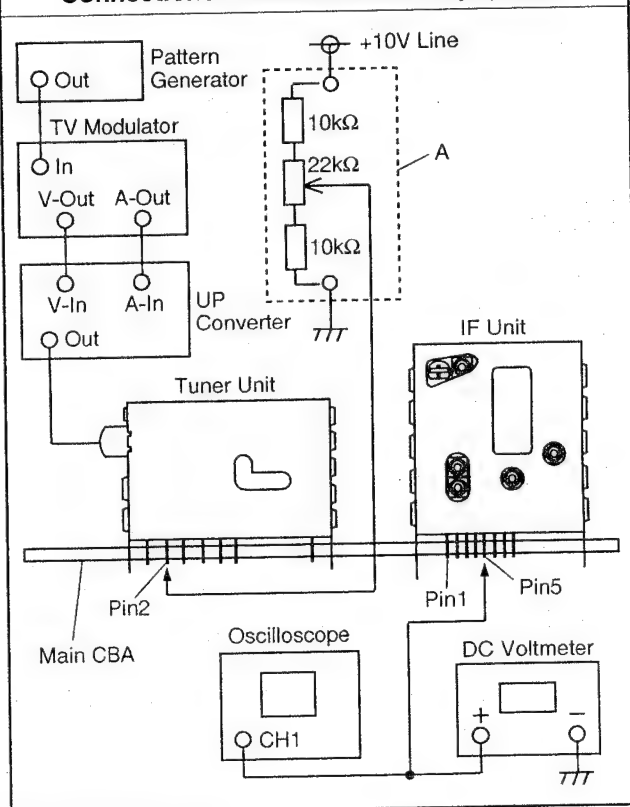 +10V Line
Pattern
Generator
Out
TV Modulator
In
V-Out A-Out
10kΩ
22kΩ
10kΩ
A
V-In A-In
UP
Converter
Out
IF Unit
Tuner Unit
Pin2
Pin1
Pin5
Main CBA
Oscilloscope
CH1
DC Voltmeter
+ −